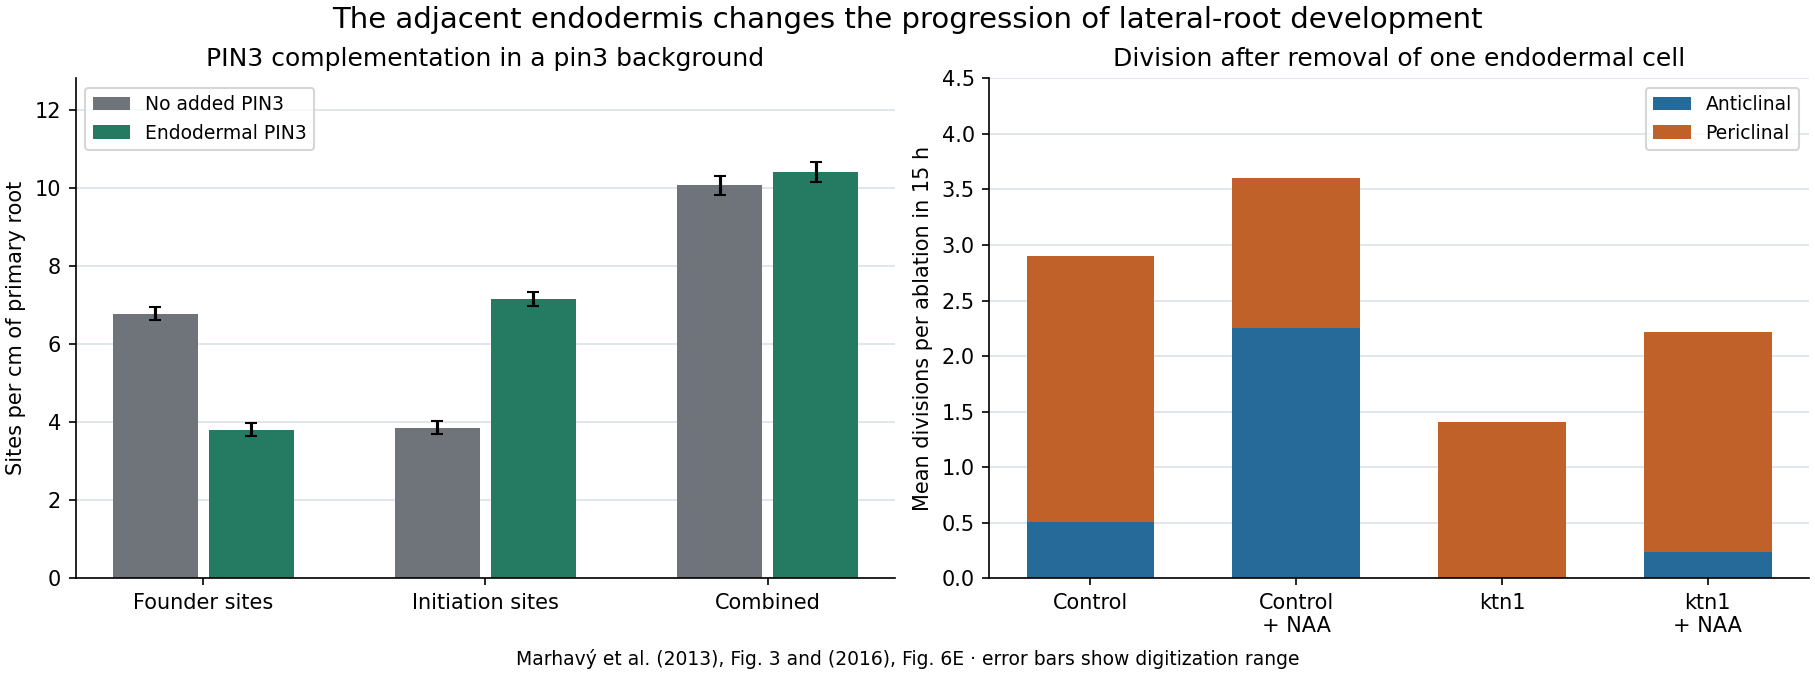 The adjacent endodermis changes the progression of lateral-root development
PIN3 complementation in a pin3 background
No added PIN3
Endodermal PIN3
Sites per cm of primary root
12
10
8
6
4
2
0
Founder sites
Initiation sites
Combined
Division after removal of one endodermal cell
Anticlinal
Periclinal
Mean divisions per ablation in 15 h
4.5
4.0
3.5
3.0
2.5
2.0
1.5
1.0
0.5
0.0
Control
Control
+ NAA
ktn1
ktn1
+ NAA
Marhavý et al. (2013), Fig. 3 and (2016), Fig. 6E · error bars show digitization range